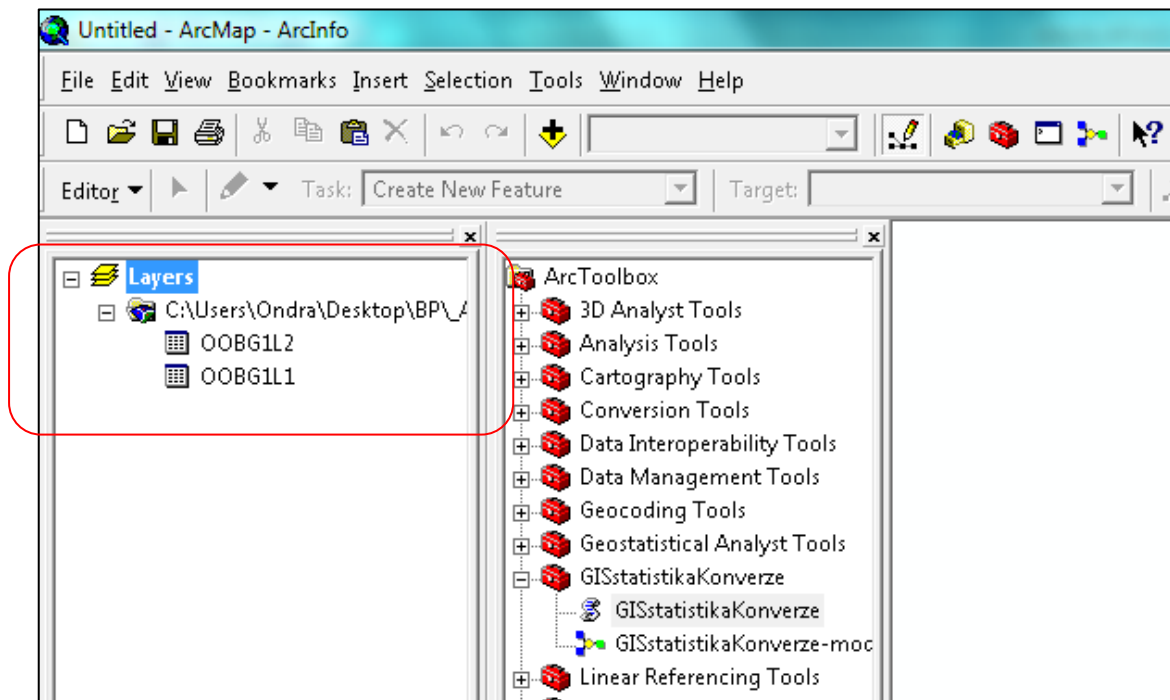 Untitled - ArcMap - ArcInfo
File Edit View Bookmarks Insert Selection Tools Window Help
Editor Task: Create New Feature Target:
Layers
C:\Users\Ondra\Desktop\BP\_A
OOBG1L2
OOBG1L1
ArcToolbox
3D Analyst Tools
Analysis Tools
Cartography Tools
Conversion Tools
Data Interoperability Tools
Data Management Tools
Geocoding Tools
Geostatistical Analyst Tools
GISstatistikaKonverze
GISstatistikaKonverze
GISstatistikaKonverze-moc
Linear Referencing Tools